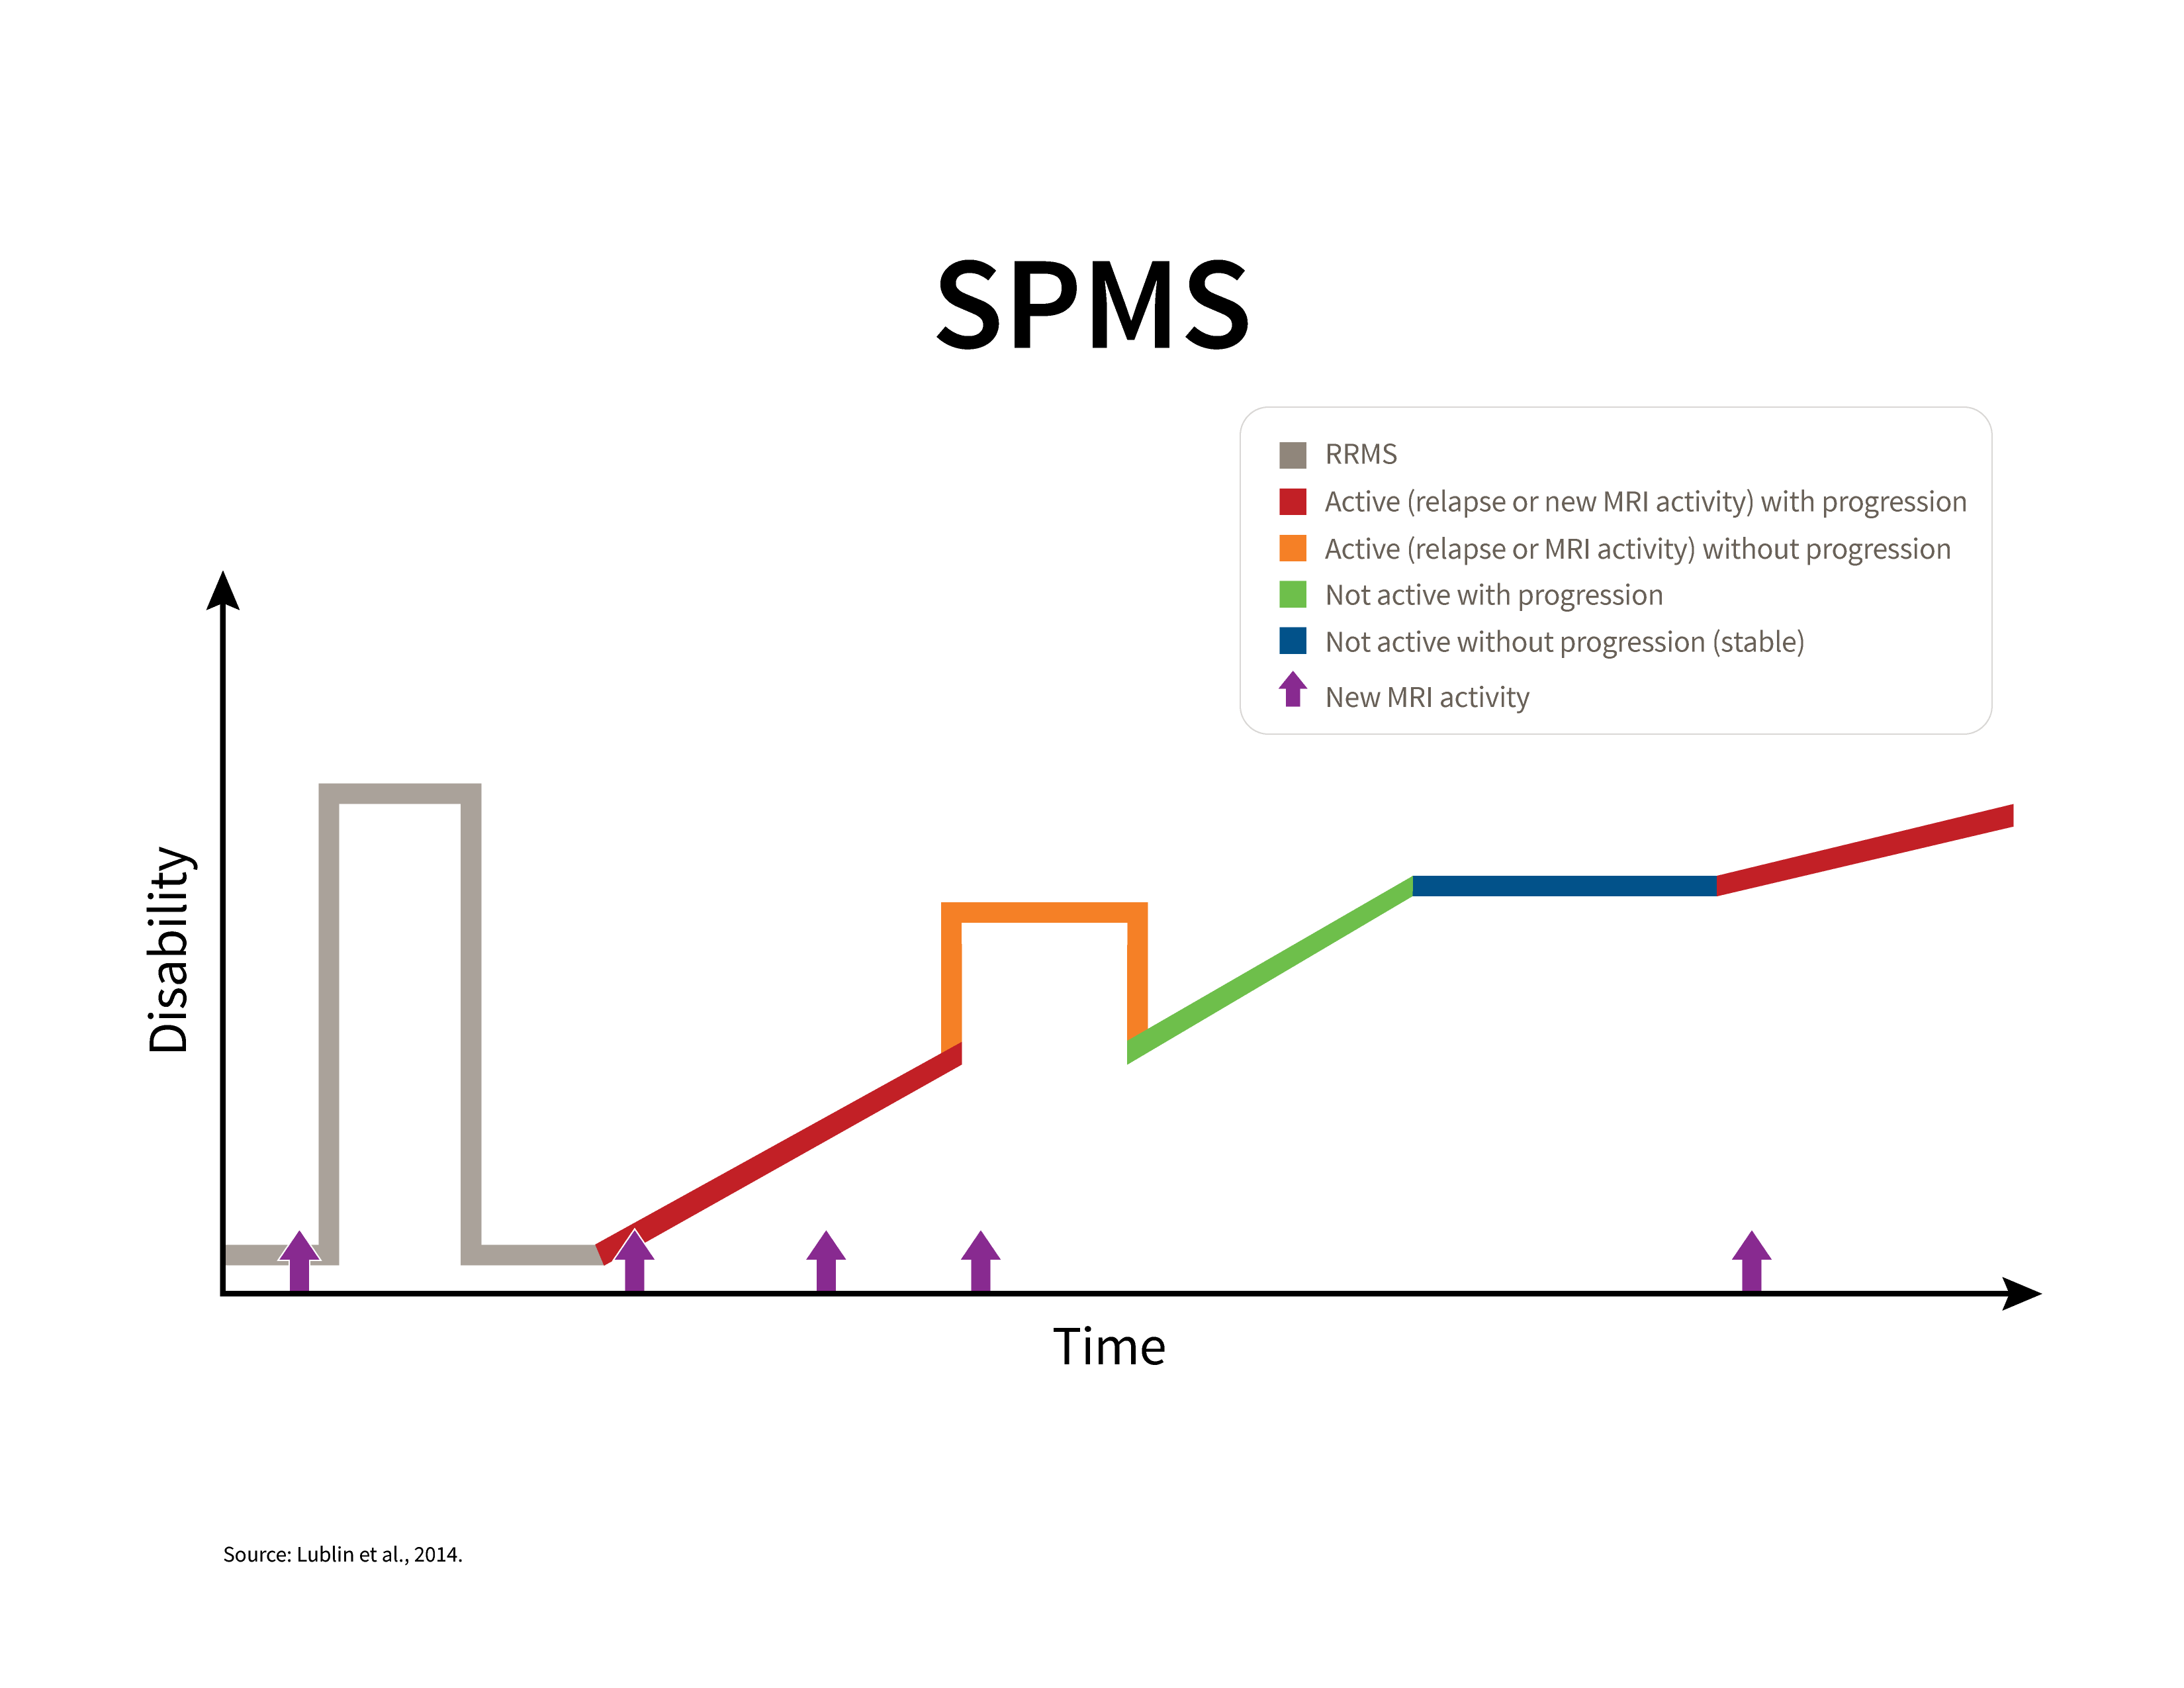 SPMS
RRMS
Active (relapse or new MRI activity) with progression
Active (relapse or MRI activity) without progression
Not active with progression
Not active without progression (stable)
New MRI activity
Disability
Time
Source: Lublin et al., 2014.